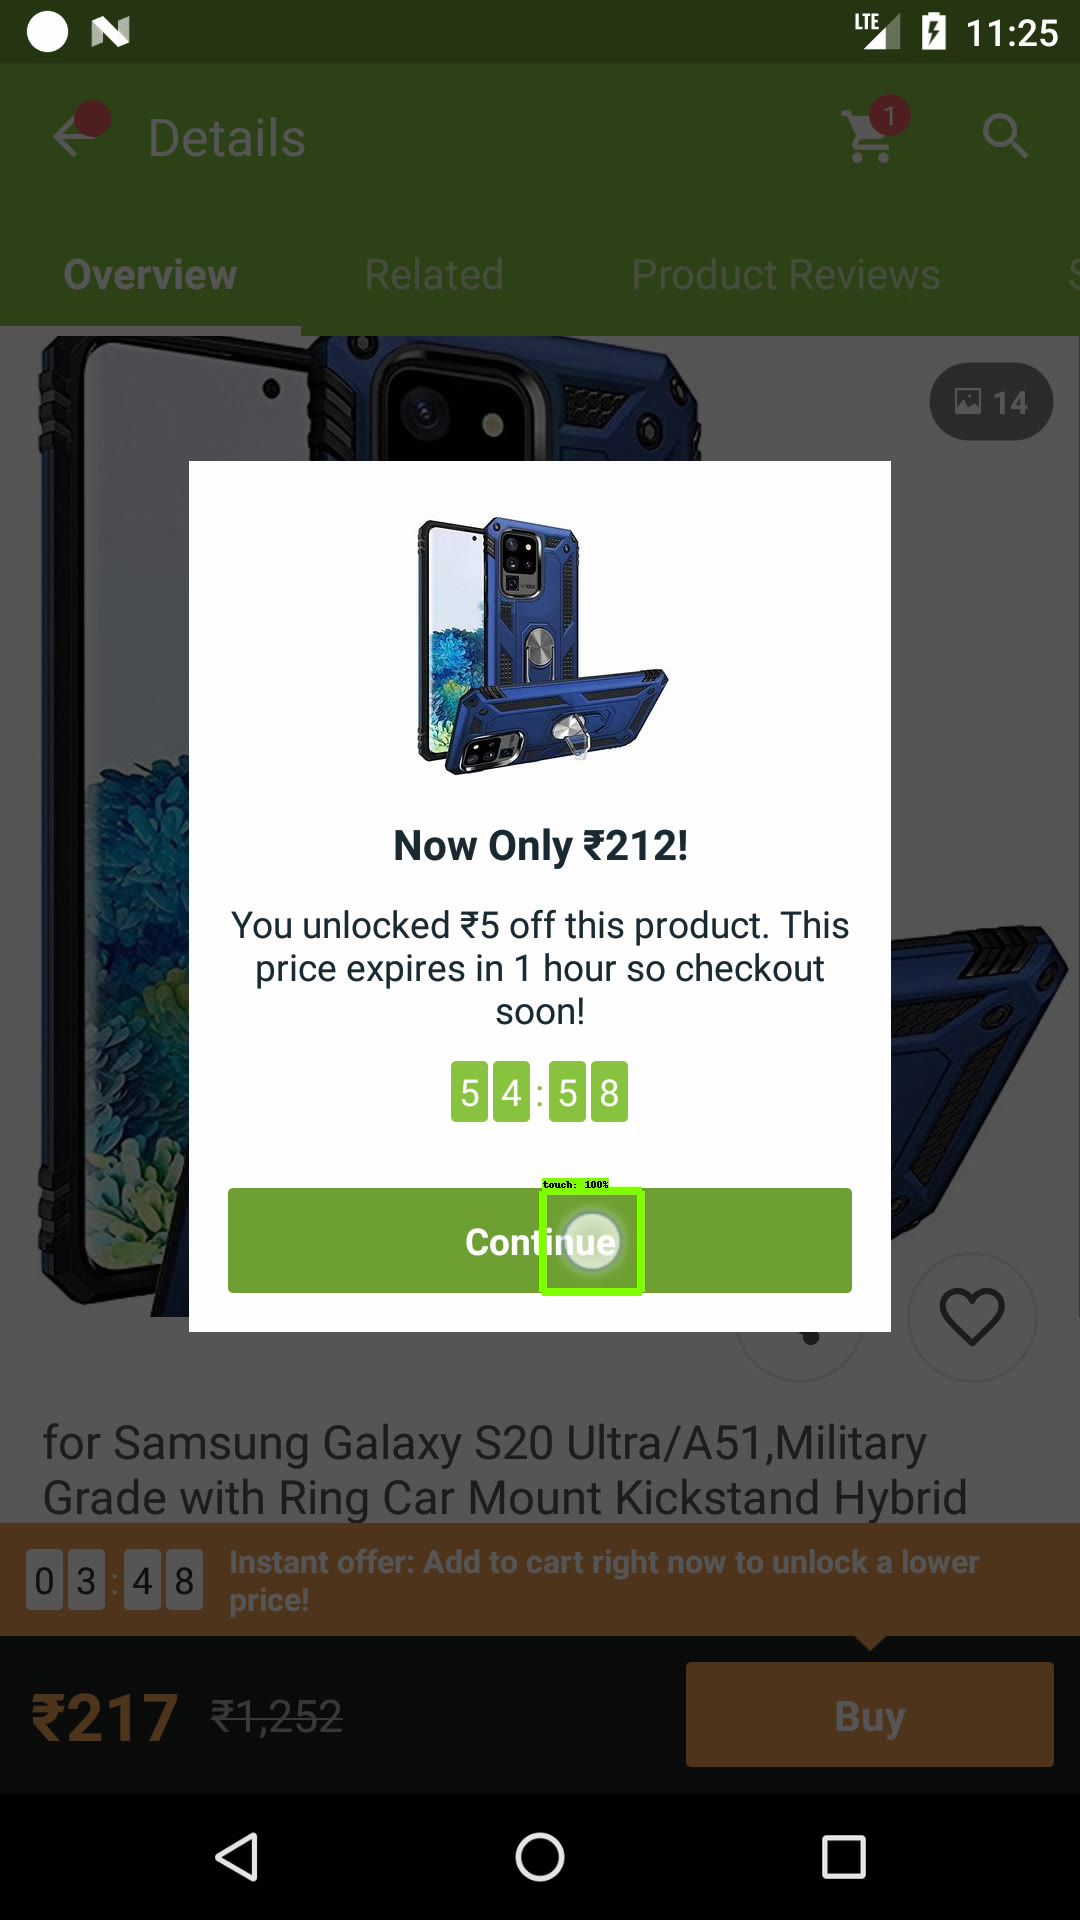 LTE 11:25
Details 1
Overview Related Product Reviews
14
Now Only ₹212!
You unlocked ₹5 off this product. This
price expires in 1 hour so checkout
soon!
54:58
touch: 100%
Continue
for Samsung Galaxy S20 Ultra/A51,Military
Grade with Ring Car Mount Kickstand Hybrid
03:48
Instant offer: Add to cart right now to unlock a lower
price!
₹217 ₹1,252 Buy